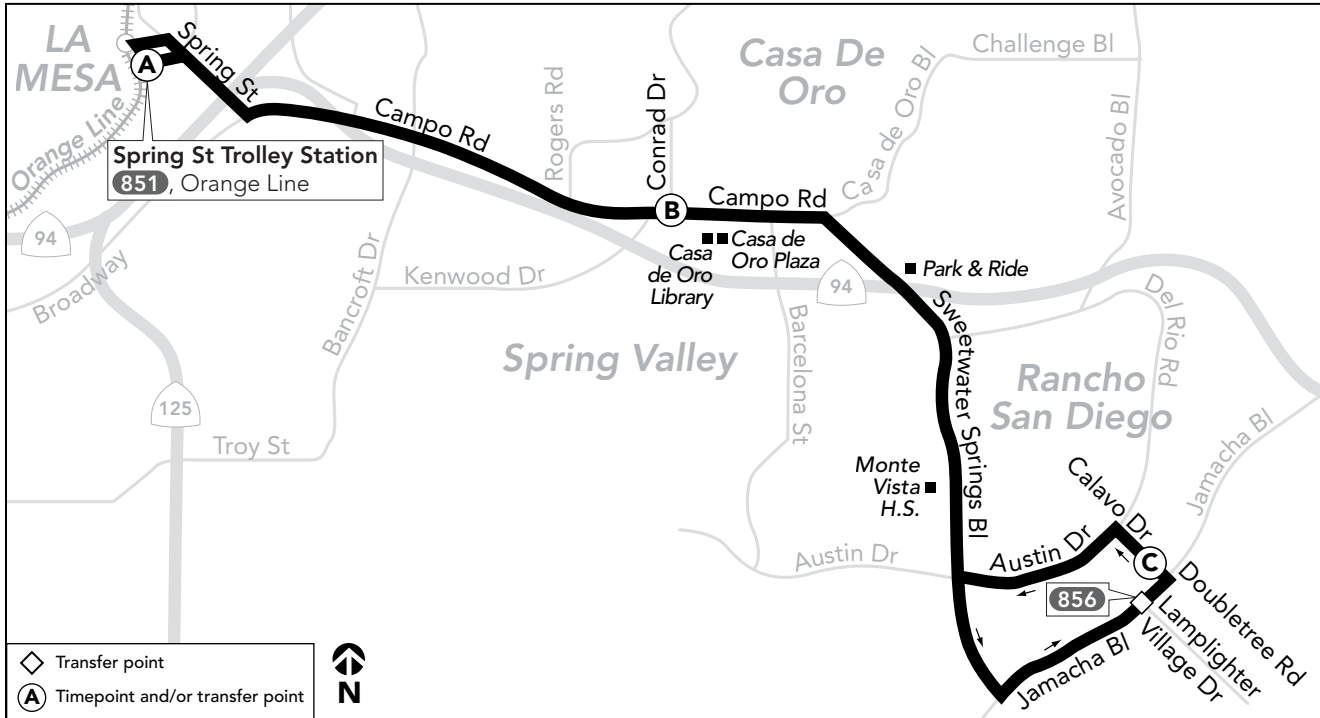 LA
MESA
A
Spring St
Orange Line
Spring St Trolley Station
851, Orange Line
94
Broadway
125
Troy St
Bancroft Dr
Campo Rd
Kenwood Dr
Rogers Rd
Conrad Dr
B
Campo Rd
Casa
de Oro
Library
Casa de
Oro Plaza
Casa De
Oro
Casa de Oro Bl
Challenge Bl
Avocado Bl
Park & Ride
94
Barcelona St
Spring Valley
Sweetwater Springs Bl
Del Rio Rd
Rancho
San Diego
Jamacha Bl
Monte
Vista
H.S.
Austin Dr
Austin Dr
Calavo Dr
C
856
Doubletree Rd
Lamplighter
Village Dr
Jamacha Bl
Transfer point
A Timepoint and/or transfer point
N